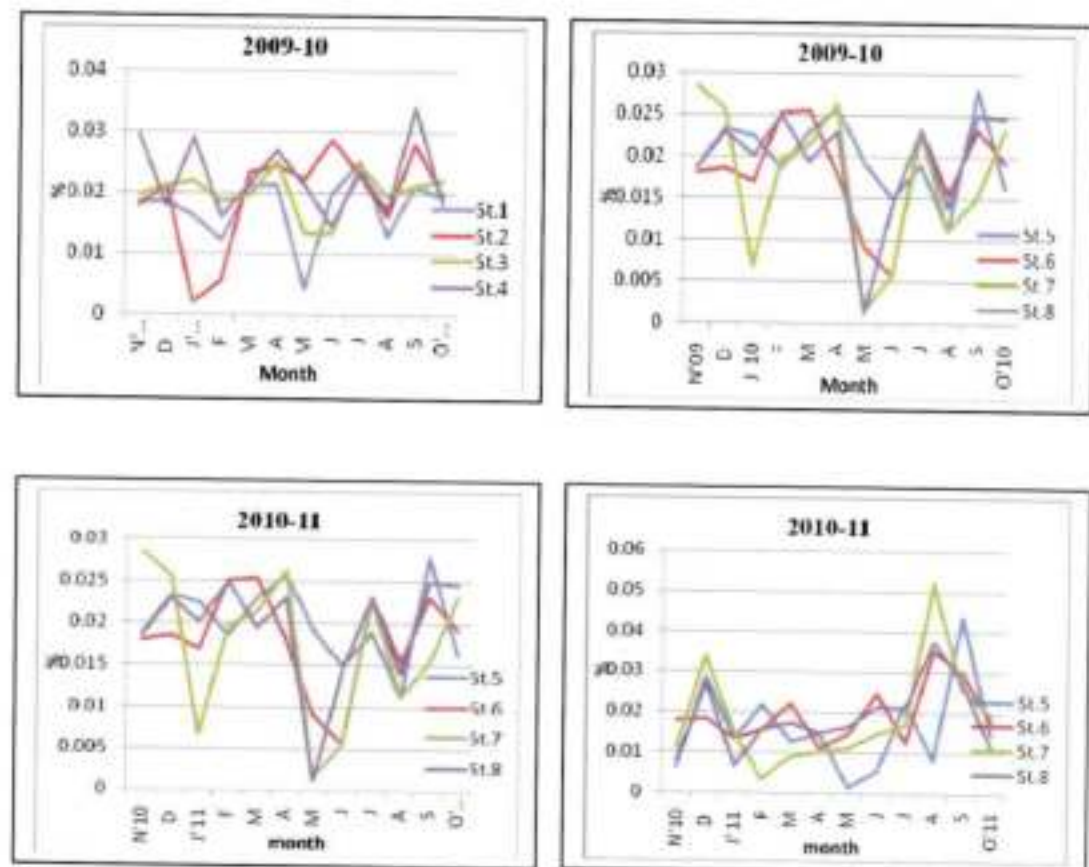 2009-10
0.04
0.03
%
0.02
0.01
0
St.1
St.2
St.3
St.4
D
J'...
F
M
A
M
J
J
A
S
O'...
Month
2009-10
0.03
0.025
0.02
%
0.015
0.01
0.005
0
St.5
St.6
St.7
St.8
N'09
D
J 10
F
M
A
M
J
J
A
S
O'10
Month
2010-11
0.03
0.025
0.02
%
0.015
0.01
0.005
0
St.5
St.6
St.7
St.8
N'10
D
J'11
F
M
A
M
J
J
A
S
O'...
month
2010-11
0.06
0.05
0.04
%
0.03
0.02
0.01
0
St.5
St.6
St.7
St.8
N'10
D
J'11
F
M
A
M
J
J
A
S
O'11
month